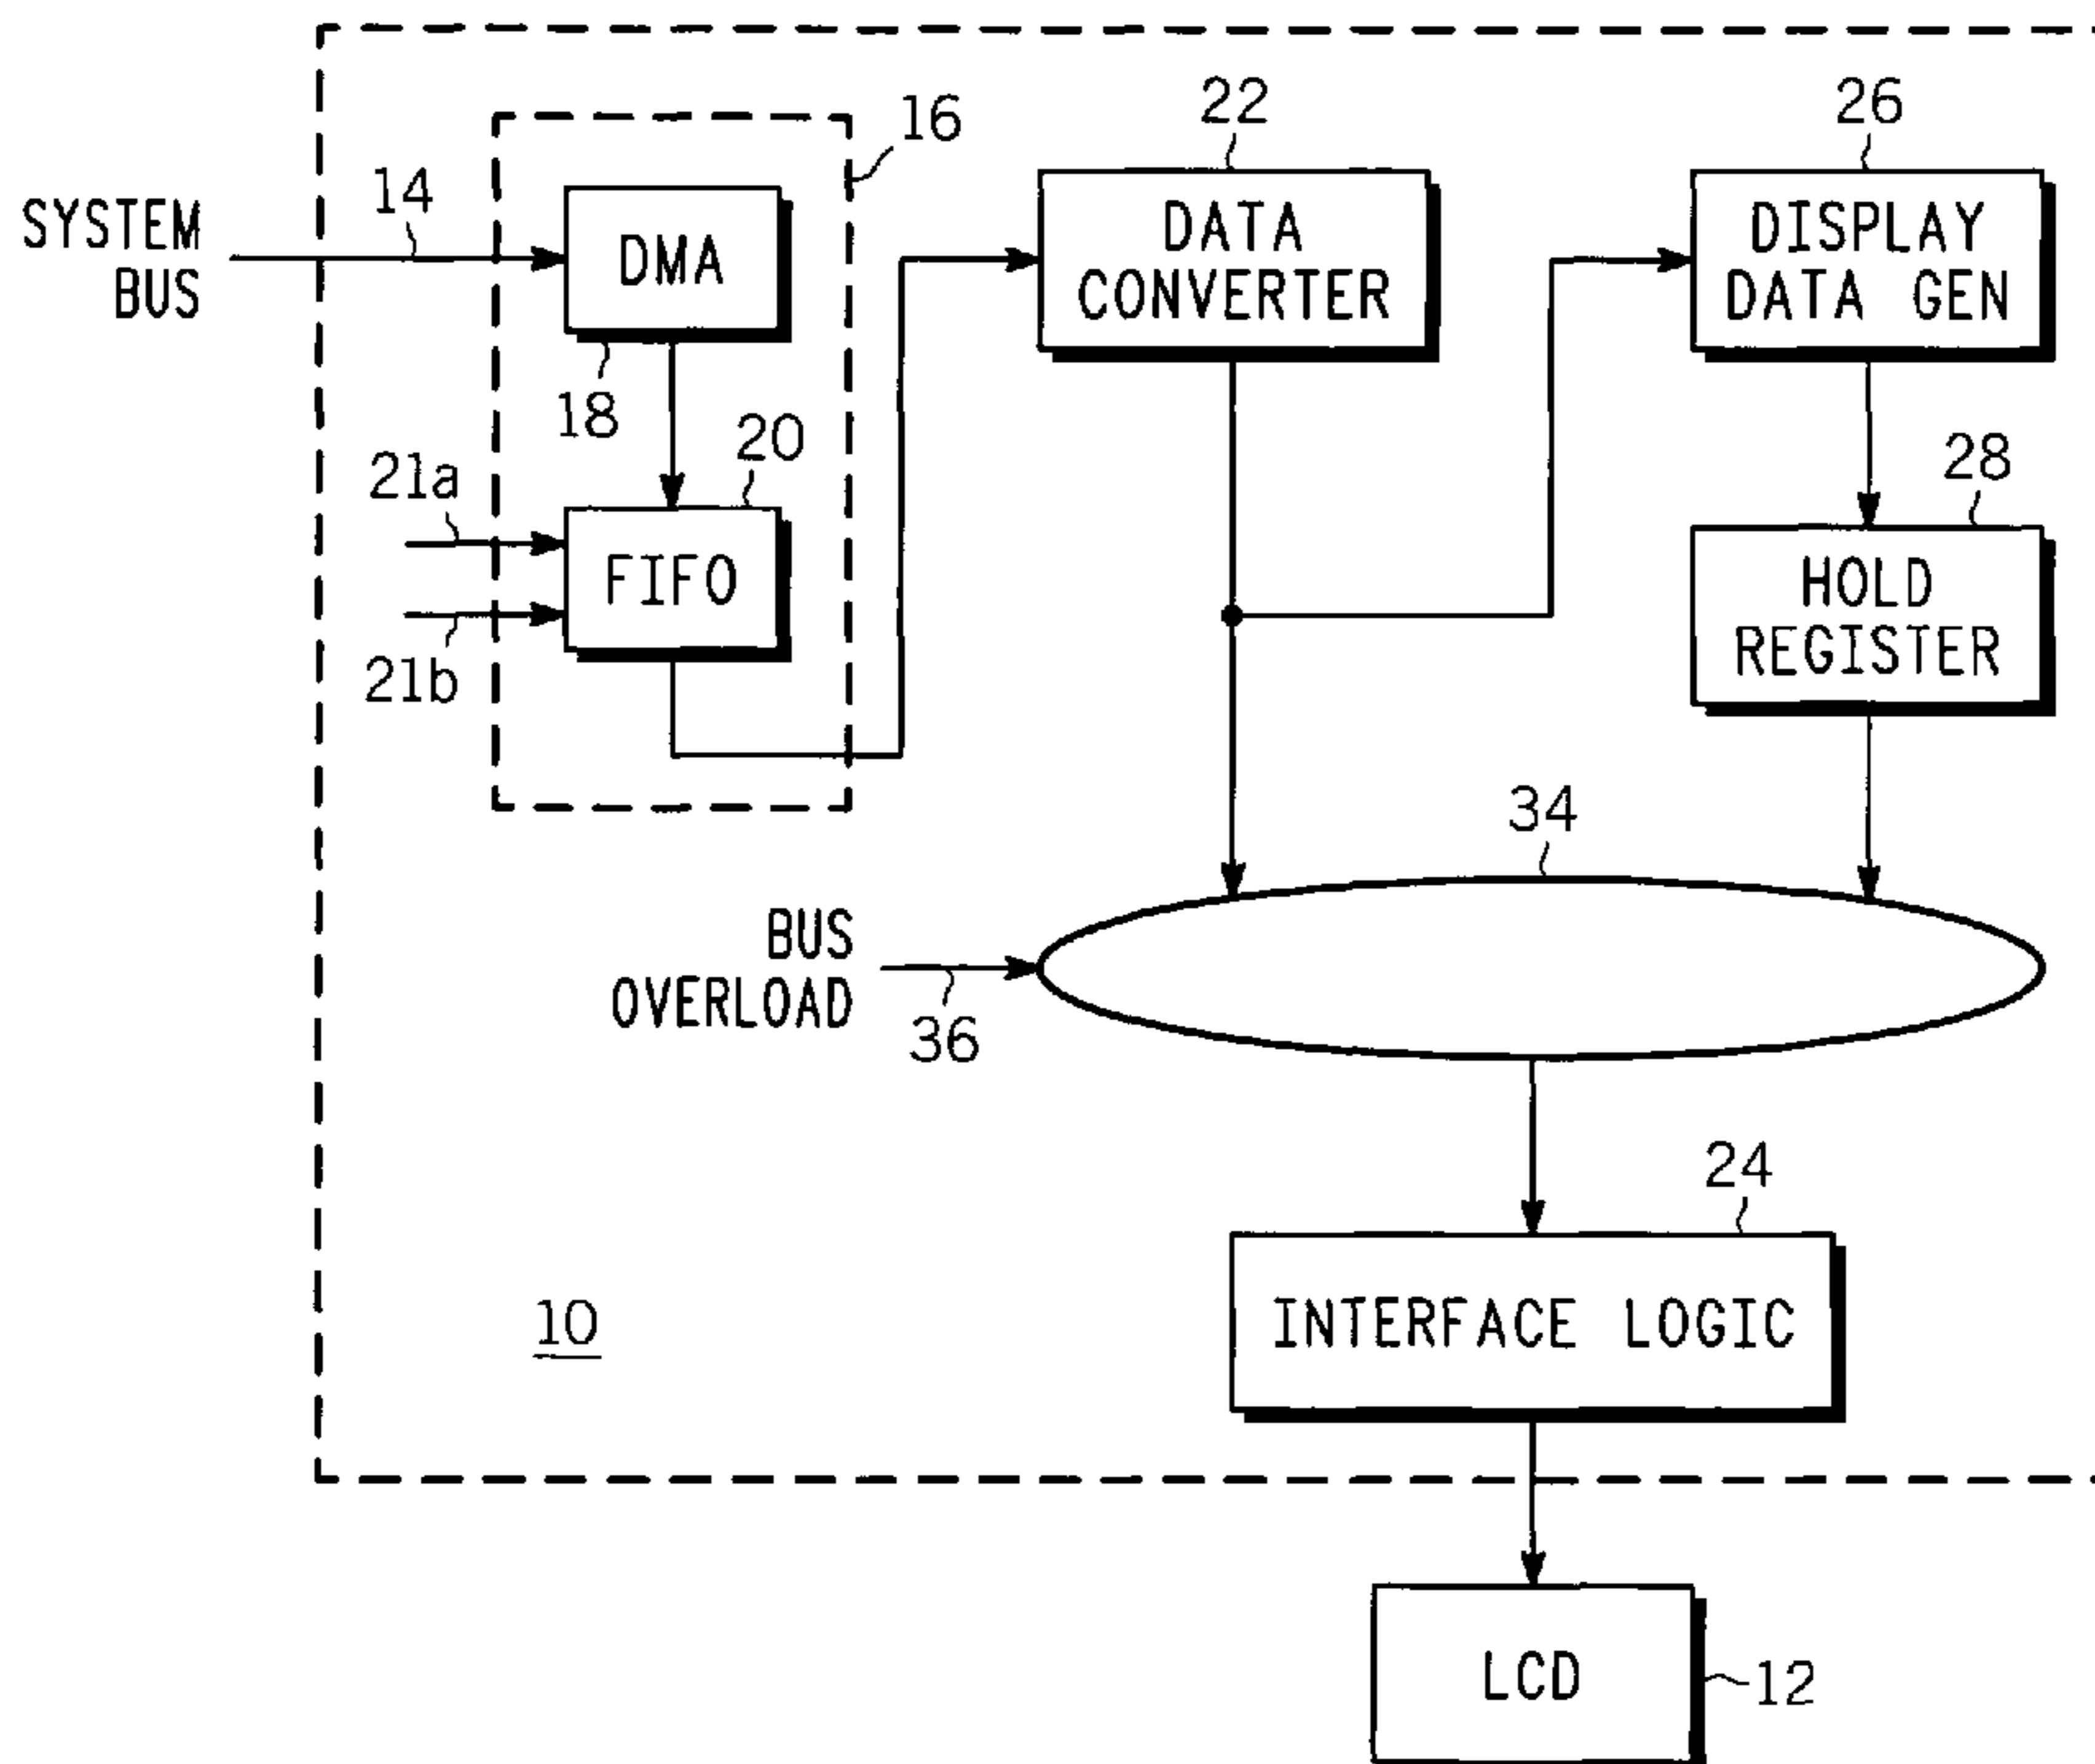 16
22
26
14
SYSTEM
BUS
DMA
DATA
CONVERTER
DISPLAY
DATA GEN
18
20
28
21a
FIFO
HOLD
REGISTER
21b
34
BUS
OVERLOAD
36
24
INTERFACE LOGIC
10
LCD
12